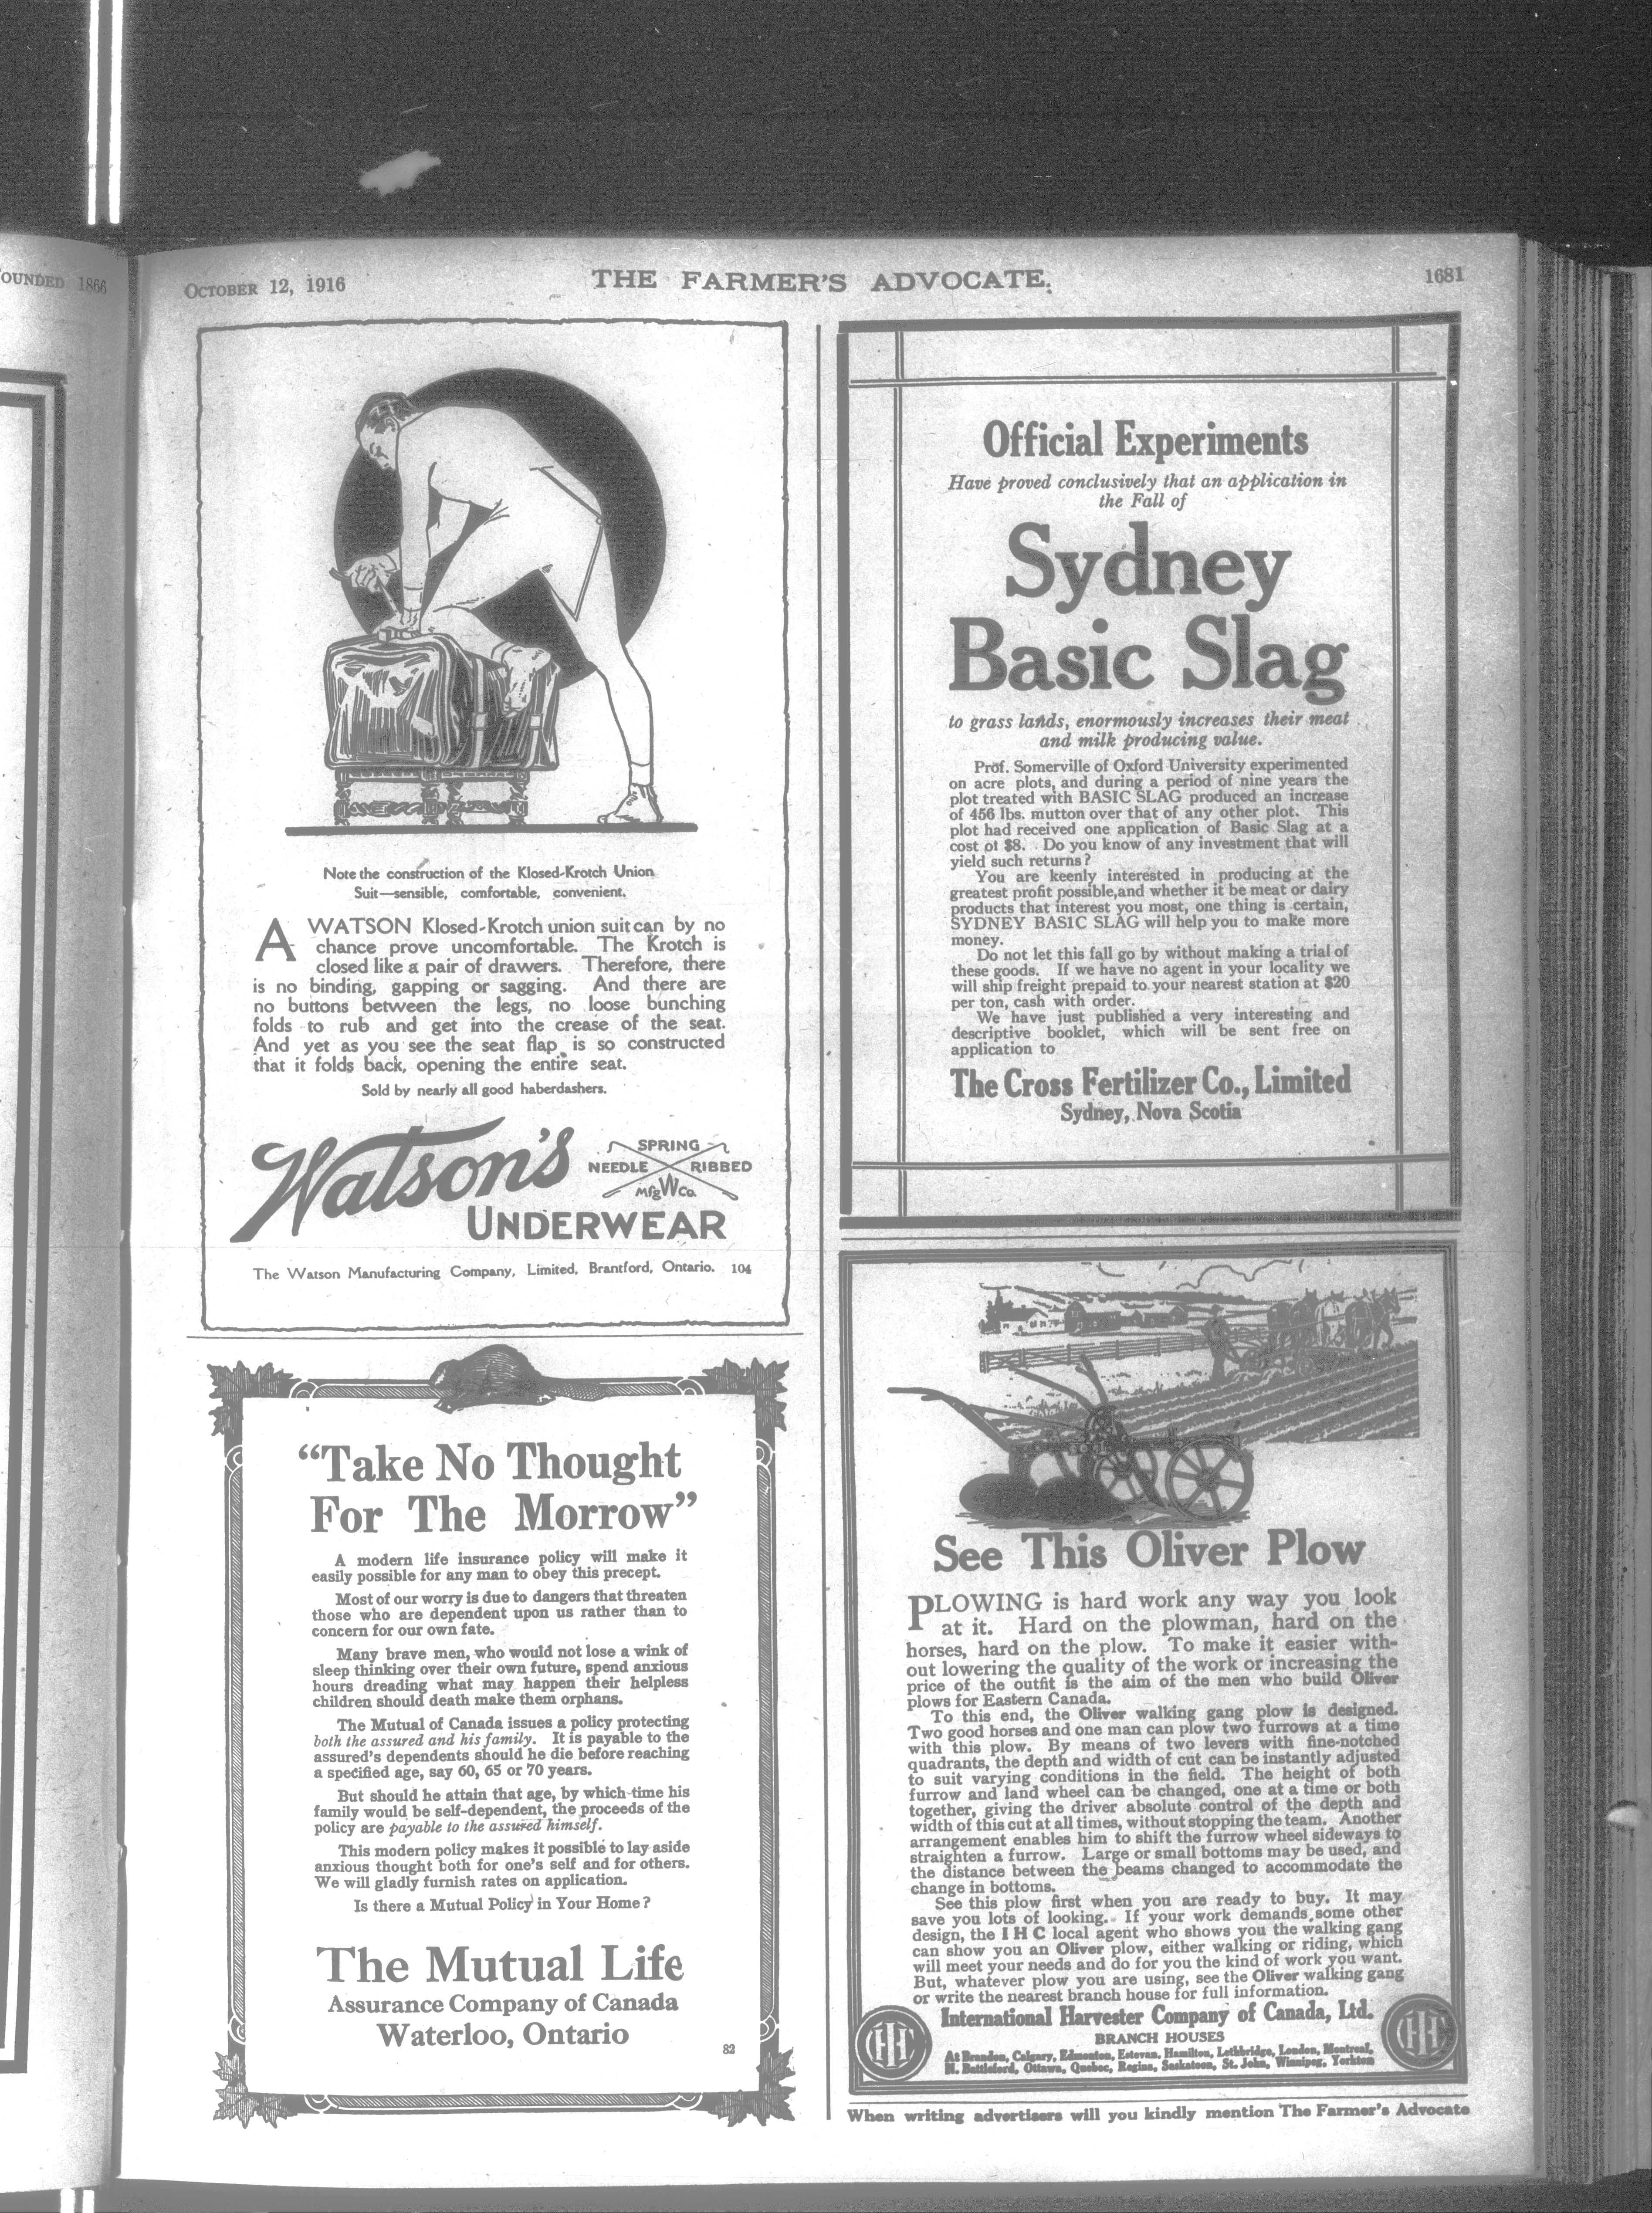 OUNDED 1866
OCTOBER 12, 1916
THE FARMER'S ADVOCATE.
1681
Note the construction of the Klosed-Krotch Union
Suit—sensible, comfortable, convenient.
A WATSON Klosed-Krotch union suit can by no
chance prove uncomfortable. The Krotch is
closed like a pair of drawers. Therefore, there
is no binding, gapping or sagging. And there are
no buttons between the legs, no loose bunching
folds to rub and get into the crease of the seat.
And yet as you see the seat flap is so constructed
that it folds back, opening the entire seat.
Sold by nearly all good haberdashers.
Watson's
SPRING
NEEDLE RIBBED
Mfg W Co.
UNDERWEAR
The Watson Manufacturing Company, Limited, Brantford, Ontario. 104
"Take No Thought
For The Morrow"
A modern life insurance policy will make it
easily possible for any man to obey this precept.
Most of our worry is due to dangers that threaten
those who are dependent upon us rather than to
concern for our own fate.
Many brave men, who would not lose a wink of
sleep thinking over their own future, spend anxious
hours dreading what may happen their helpless
children should death make them orphans.
The Mutual of Canada issues a policy protecting
both the assured and his family. It is payable to the
assured's dependents should he die before reaching
a specified age, say 60, 65 or 70 years.
But should he attain that age, by which time his
family would be self-dependent, the proceeds of the
policy are payable to the assured himself.
This modern policy makes it possible to lay aside
anxious thought both for one's self and for others.
We will gladly furnish rates on application.
Is there a Mutual Policy in Your Home?
The Mutual Life
Assurance Company of Canada
Waterloo, Ontario
82
Official Experiments
Have proved conclusively that an application in
the Fall of
Sydney
Basic Slag
to grass lands, enormously increases their meat
and milk producing value.
Prof. Somerville of Oxford University experimented
on acre plots, and during a period of nine years the
plot treated with BASIC SLAG produced an increase
of 456 lbs. mutton over that of any other plot. This
plot had received one application of Basic Slag at a
cost of $8. Do you know of any investment that will
yield such returns?
You are keenly interested in producing at the
greatest profit possible,and whether it be meat or dairy
products that interest you most, one thing is certain,
SYDNEY BASIC SLAG will help you to make more
money.
Do not let this fall go by without making a trial of
these goods. If we have no agent in your locality we
will ship freight prepaid to your nearest station at $20
per ton, cash with order.
We have just published a very interesting and
descriptive booklet, which will be sent free on
application to
The Cross Fertilizer Co., Limited
Sydney, Nova Scotia
See This Oliver Plow
PLOWING is hard work any way you look
at it. Hard on the plowman, hard on the
horses, hard on the plow. To make it easier with-
out lowering the quality of the work or increasing the
price of the outfit is the aim of the men who build Oliver
plows for Eastern Canada.
To this end, the Oliver walking gang plow is designed.
Two good horses and one man can plow two furrows at a time
with this plow. By means of two levers with fine-notched
quadrants, the depth and width of cut can be instantly adjusted
to suit varying conditions in the field. The height of both
furrow and land wheel can be changed, one at a time or both
together, giving the driver absolute control of the depth and
width of this cut at all times, without stopping the team. Another
arrangement enables him to shift the furrow wheel sideways to
straighten a furrow. Large or small bottoms may be used, and
the distance between the beams changed to accommodate the
change in bottoms.
See this plow first when you are ready to buy. It may
save you lots of looking. If your work demands some other
design, the I H C local agent who shows you the walking gang
can show you an Oliver plow, either walking or riding, which
will meet your needs and do for you the kind of work you want.
But, whatever plow you are using, see the Oliver walking gang
or write the nearest branch house for full information.
International Harvester Company of Canada, Ltd.
BRANCH HOUSES
At Brandon, Calgary, Edmonton, Estevan, Hamilton, Lethbridge, London, Montreal,
N. Battleford, Ottawa, Quebec, Regina, Saskatoon, St. John, Winnipeg, Yorkton
IHC
IHC
When writing advertisers will you kindly mention The Farmer's Advocate